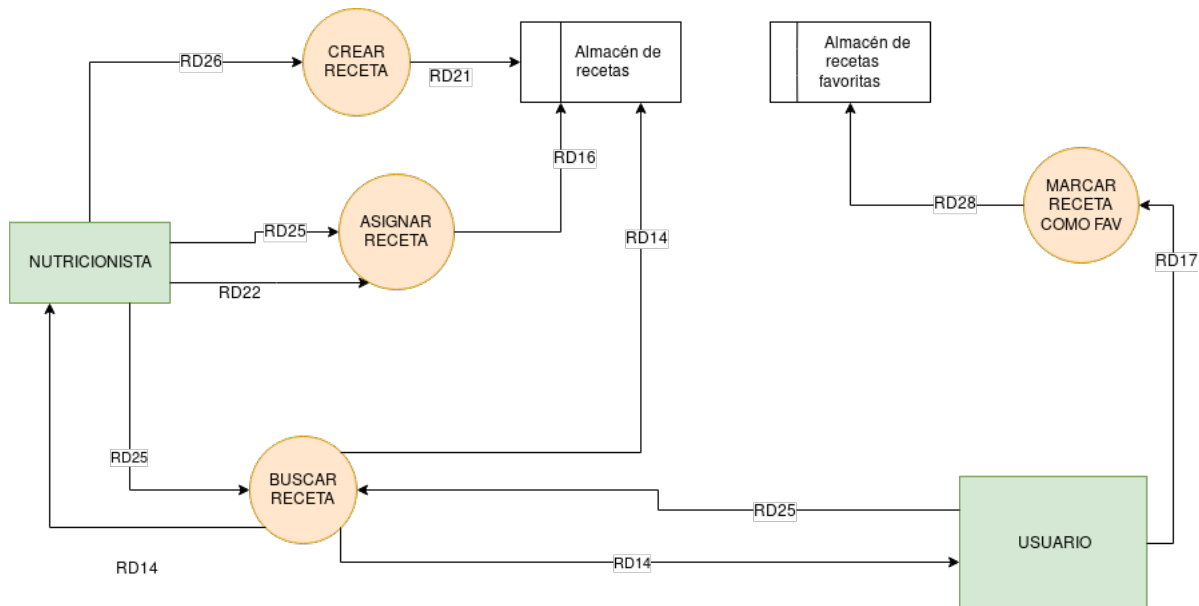 CREAR
RECETA
RD26
RD21
Almacén de
recetas
Almacén de
recetas
favoritas
RD16
MARCAR
RECETA
COMO FAV
RD28
ASIGNAR
RECETA
RD25
RD14
RD17
NUTRICIONISTA
RD22
RD25
BUSCAR
RECETA
RD25
USUARIO
RD14
RD14